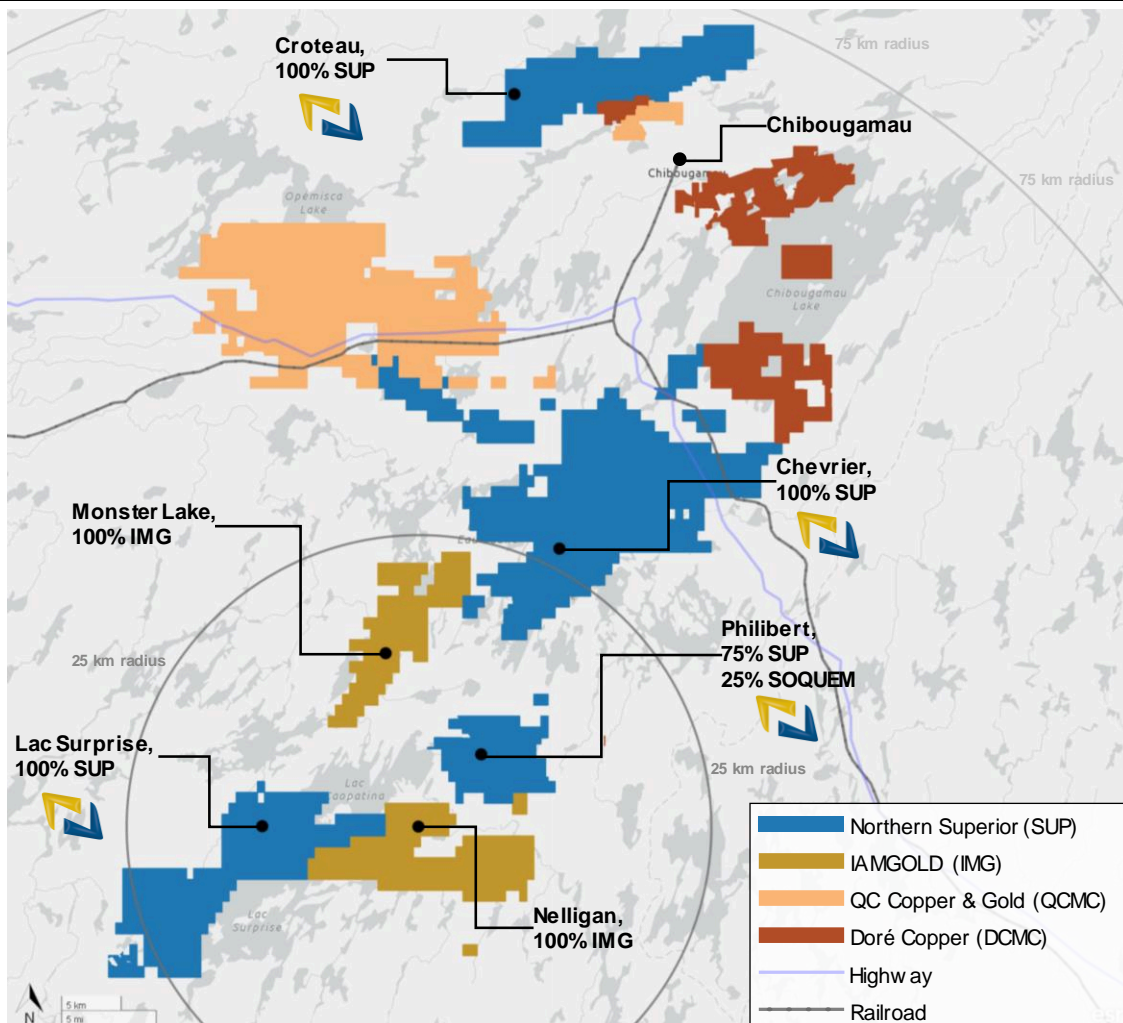 Croteau,
100% SUP
75 km radius
Chibougamau
75 km radius
Opemisca
Lake
Chibougamau
Lake
Chevrier,
100% SUP
Monster Lake,
100% IMG
Philibert,
75% SUP
25% SOQUEM
25 km radius
Lac Surprise,
100% SUP
25 km radius
Lac
Nelligan,
100% IMG
Lac
Surprise
Northern Superior (SUP)
IAMGOLD (IMG)
QC Copper & Gold (QCMC)
Doré Copper (DCMC)
Highway
Railroad
N
5 km
5 mi